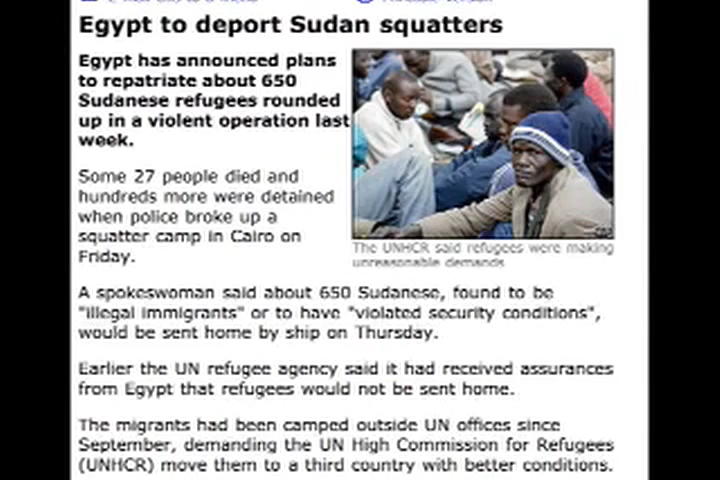 Egypt to deport Sudan squatters
Egypt has announced plans
to repatriate about 650
Sudanese refugees rounded
up in a violent operation last
week.
Some 27 people died and
hundreds more were detained
when police broke up a
squatter camp in Cairo on
Friday.
The UNHCR said refugees were making
unreasonable demands
A spokeswoman said about 650 Sudanese, found to be
"illegal immigrants" or to have "violated security conditions",
would be sent home by ship on Thursday.
Earlier the UN refugee agency said it had received assurances
from Egypt that refugees would not be sent home.
The migrants had been camped outside UN offices since
September, demanding the UN High Commission for Refugees
(UNHCR) move them to a third country with better conditions.